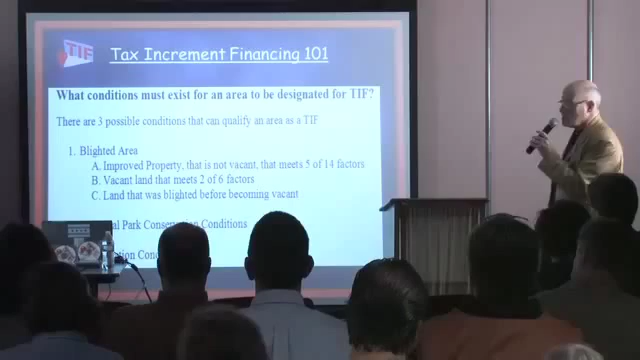 TIF
Tax Increment Financing 101
What conditions must exist for an area to be designated for TIF?
There are 3 possible conditions that can qualify an area as a TIF
1. Blighted Area
A. Improved Property, that is not vacant, that meets 5 of 14 factors
B. Vacant land that meets 2 of 6 factors
C. Land that was blighted before becoming vacant
Park Conservation Conditions